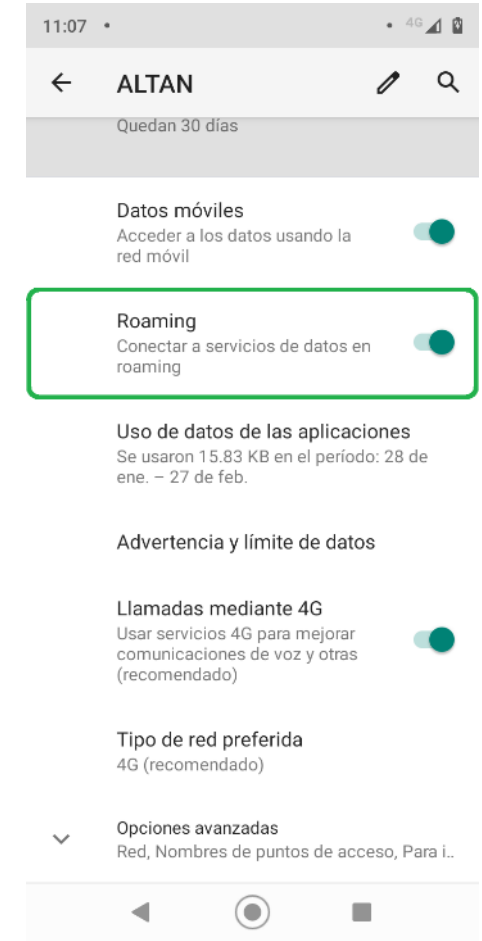 11:07
4G
ALTAN
Quedan 30 días
Datos móviles
Acceder a los datos usando la
red móvil
Roaming
Conectar a servicios de datos en
roaming
Uso de datos de las aplicaciones
Se usaron 15.83 KB en el período: 28 de
ene. – 27 de feb.
Advertencia y límite de datos
Llamadas mediante 4G
Usar servicios 4G para mejorar
comunicaciones de voz y otras
(recomendado)
Tipo de red preferida
4G (recomendado)
Opciones avanzadas
Red, Nombres de puntos de acceso, Para i..